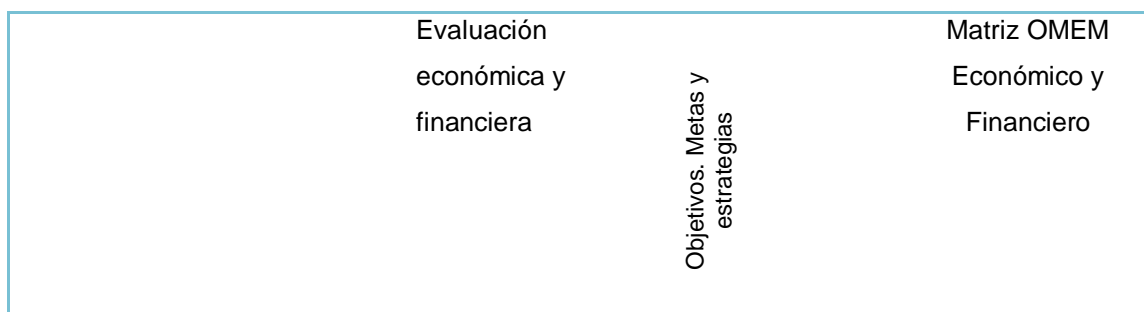 Evaluación
económica y
financiera
Objetivos. Metas y
estrategias
Matriz OMEM
Económico y
Financiero